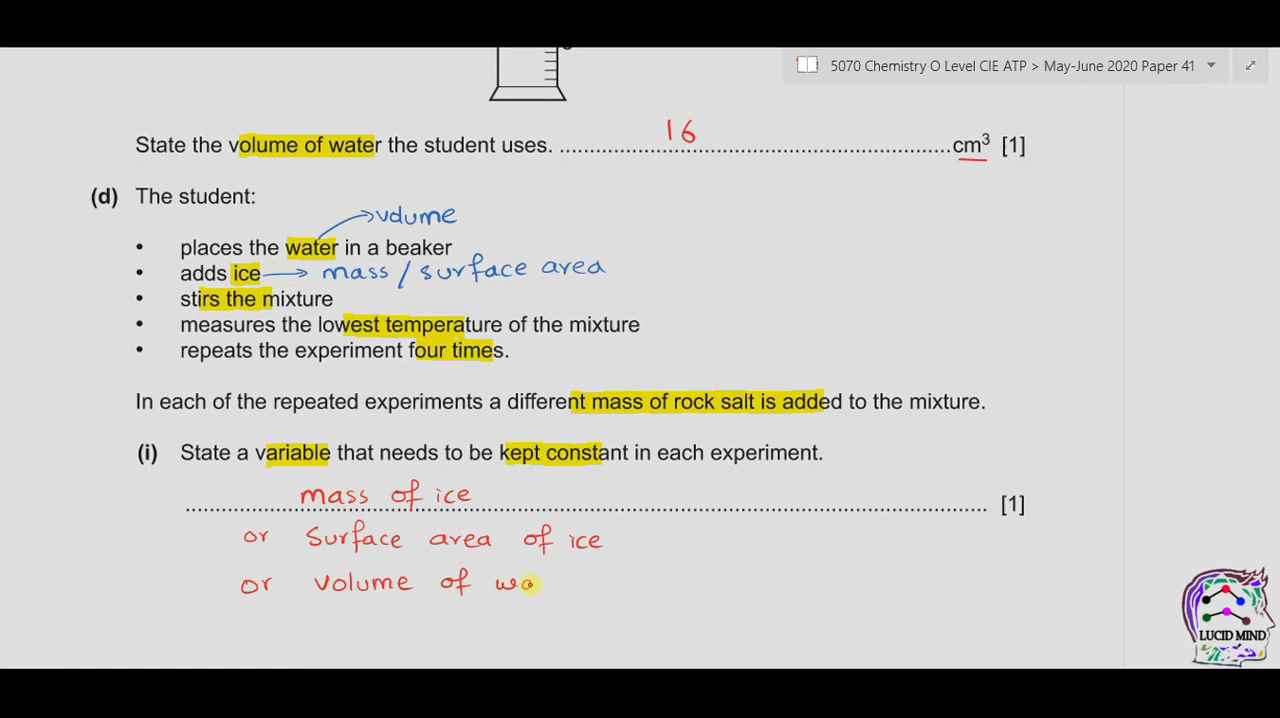 5070 Chemistry O Level CIE ATP > May-June 2020 Paper 41
State the volume of water the student uses. 16 cm³ [1]
(d) The student:
volume
• places the water in a beaker
• adds ice → mass / surface area
• stirs the mixture
• measures the lowest temperature of the mixture
• repeats the experiment four times.
In each of the repeated experiments a different mass of rock salt is added to the mixture.
(i) State a variable that needs to be kept constant in each experiment.
mass of ice [1]
or surface area of ice
or volume of wa
LUCID MIND